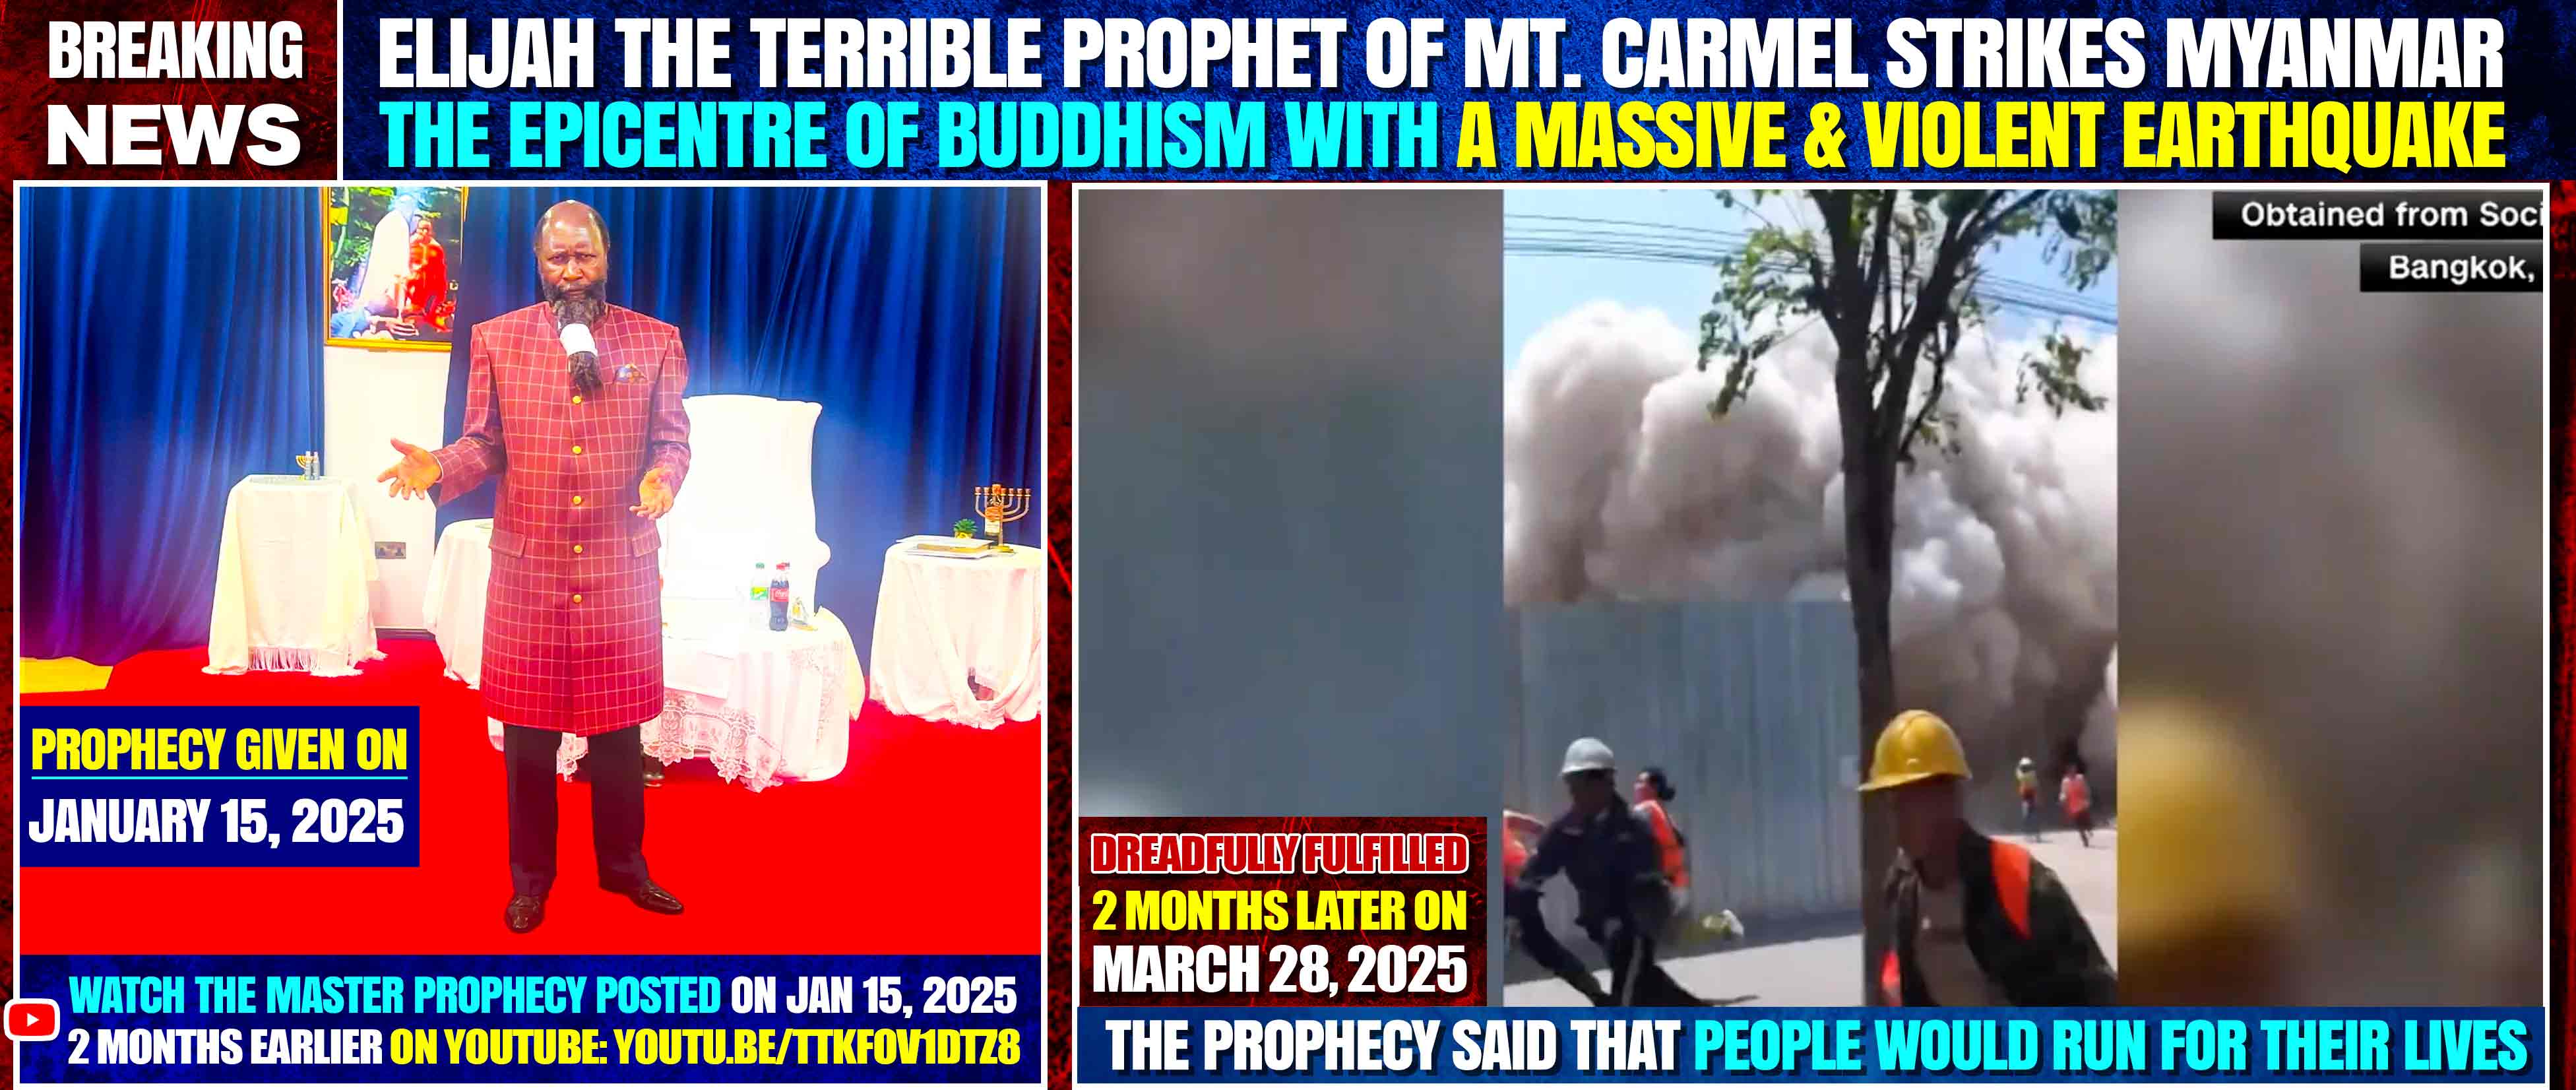 BREAKING
NEWS
ELIJAH THE TERRIBLE PROPHET OF MT. CARMEL STRIKES MYANMAR
THE EPICENTRE OF BUDDHISM WITH A MASSIVE & VIOLENT EARTHQUAKE
Obtained from Soci
Bangkok,
PROPHECY GIVEN ON
JANUARY 15, 2025
DREADFULLY FULFILLED
2 MONTHS LATER ON
MARCH 28, 2025
WATCH THE MASTER PROPHECY POSTED ON JAN 15, 2025
2 MONTHS EARLIER ON YOUTUBE: YOUTU.BE/TTKFOV1DTZ8
THE PROPHECY SAID THAT PEOPLE WOULD RUN FOR THEIR LIVES